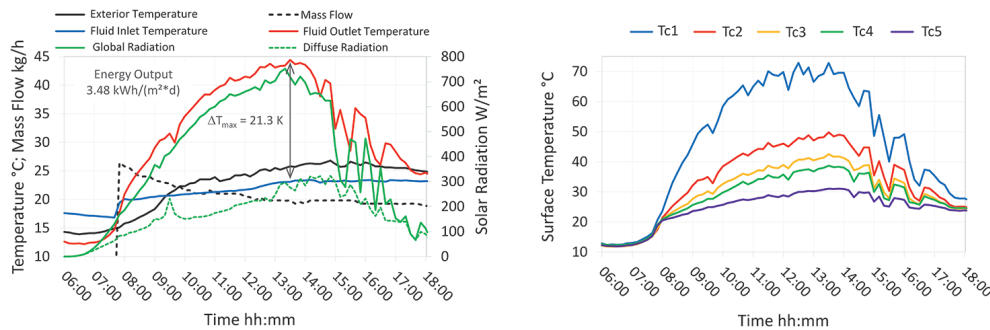 Exterior Temperature
Mass Flow
Fluid Inlet Temperature
Fluid Outlet Temperature
Global Radiation
Diffuse Radiation
Temperature °C; Mass Flow kg/h
45
40
35
30
25
20
15
10
Energy Output
3.48 kWh/(m²*d)
ΔTmax = 21.3 K
800
700
600
500
400
300
200
100
0
Solar Radiation W/m²
06:00
07:00
08:00
09:00
10:00
11:00
12:00
13:00
14:00
15:00
16:00
17:00
18:00
Time hh:mm
Tc1
Tc2
Tc3
Tc4
Tc5
Surface Temperature °C
70
60
50
40
30
20
10
06:00
07:00
08:00
09:00
10:00
11:00
12:00
13:00
14:00
15:00
16:00
17:00
18:00
Time hh:mm